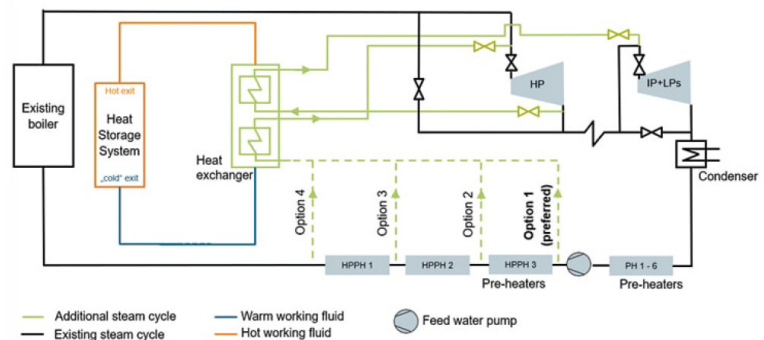 HP
IP+LPs
Existing
boiler
Hot exit
Heat
Storage
System
„cold" exit
Heat
exchanger
Condenser
Option 4
Option 3
Option 2
Option 1
(preferred)
HPPH 1
HPPH 2
HPPH 3
PH 1 - 6
Pre-heaters
Pre-heaters
Additional steam cycle
Warm working fluid
Feed water pump
Existing steam cycle
Hot working fluid